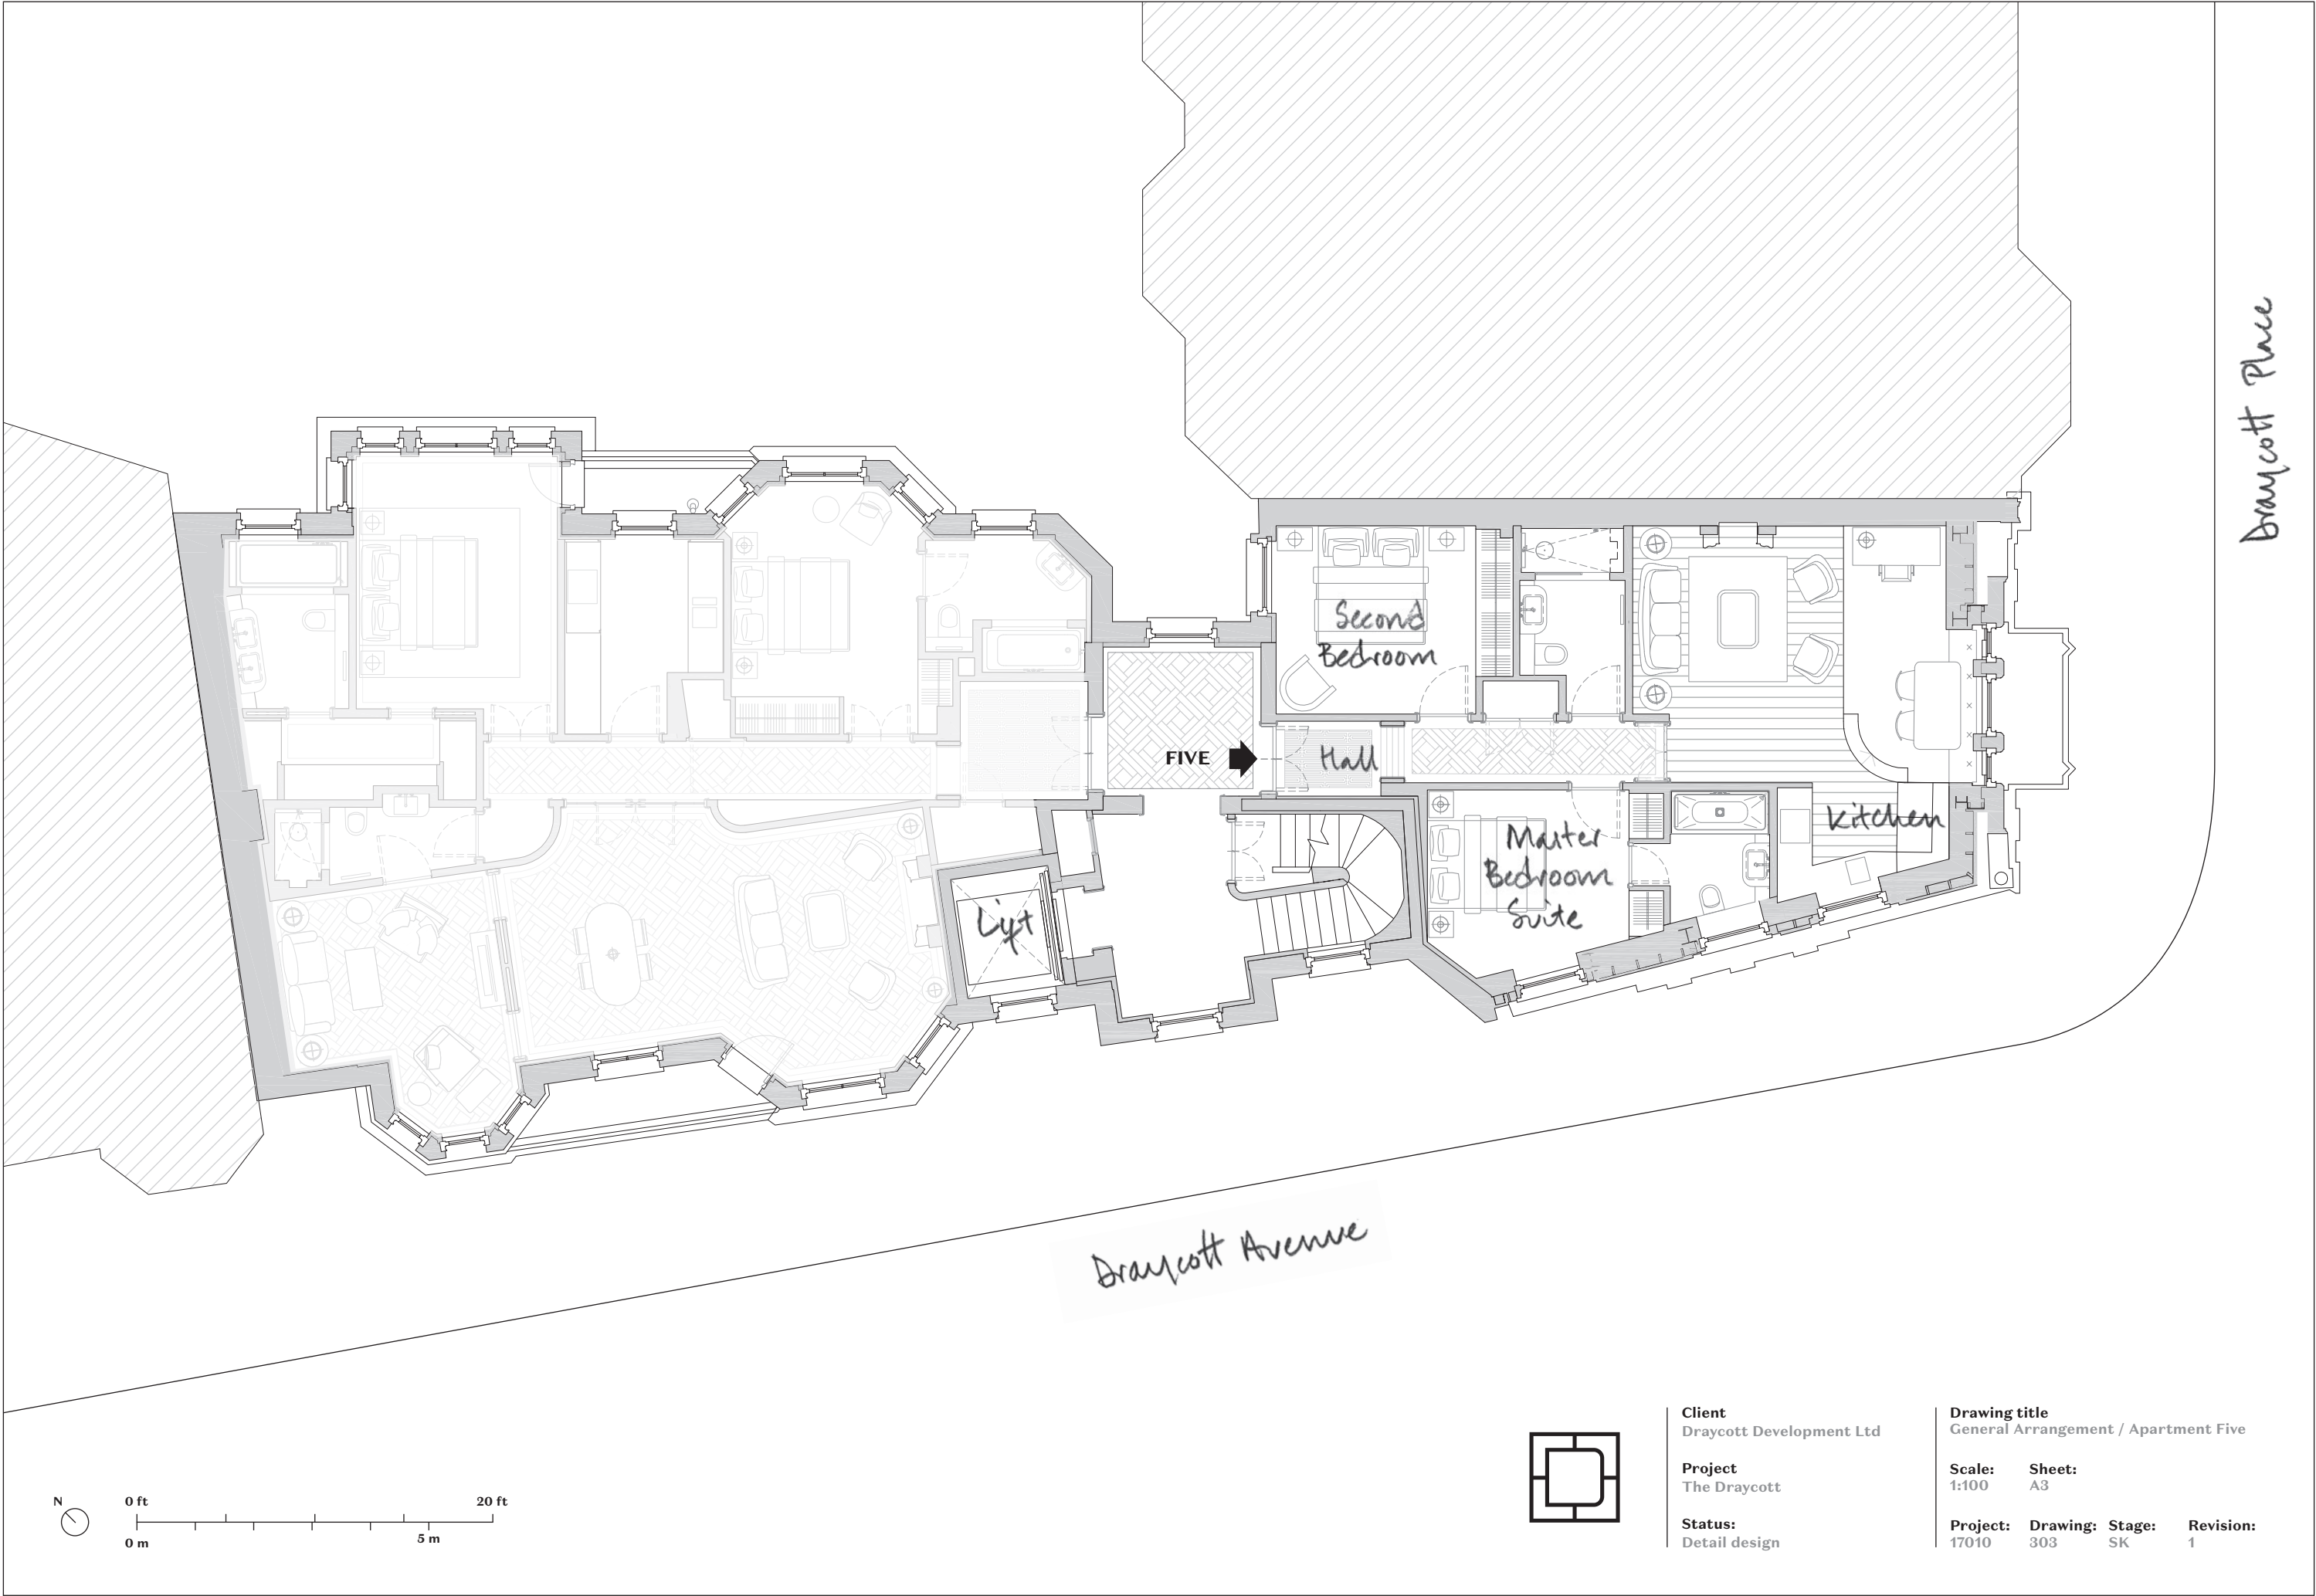 Draycott Place
Second
Bedroom
FIVE
Hall
Kitchen
Master
Bedroom
Suite
Lift
Draycott Avenue
N
0 ft
20 ft
0 m
5 m
Client
Draycott Development Ltd
Project
The Draycott
Status:
Detail design
Drawing title
General Arrangement / Apartment Five
Scale: Sheet:
1:100 A3
Project: Drawing: Stage: Revision:
17010 303 SK 1